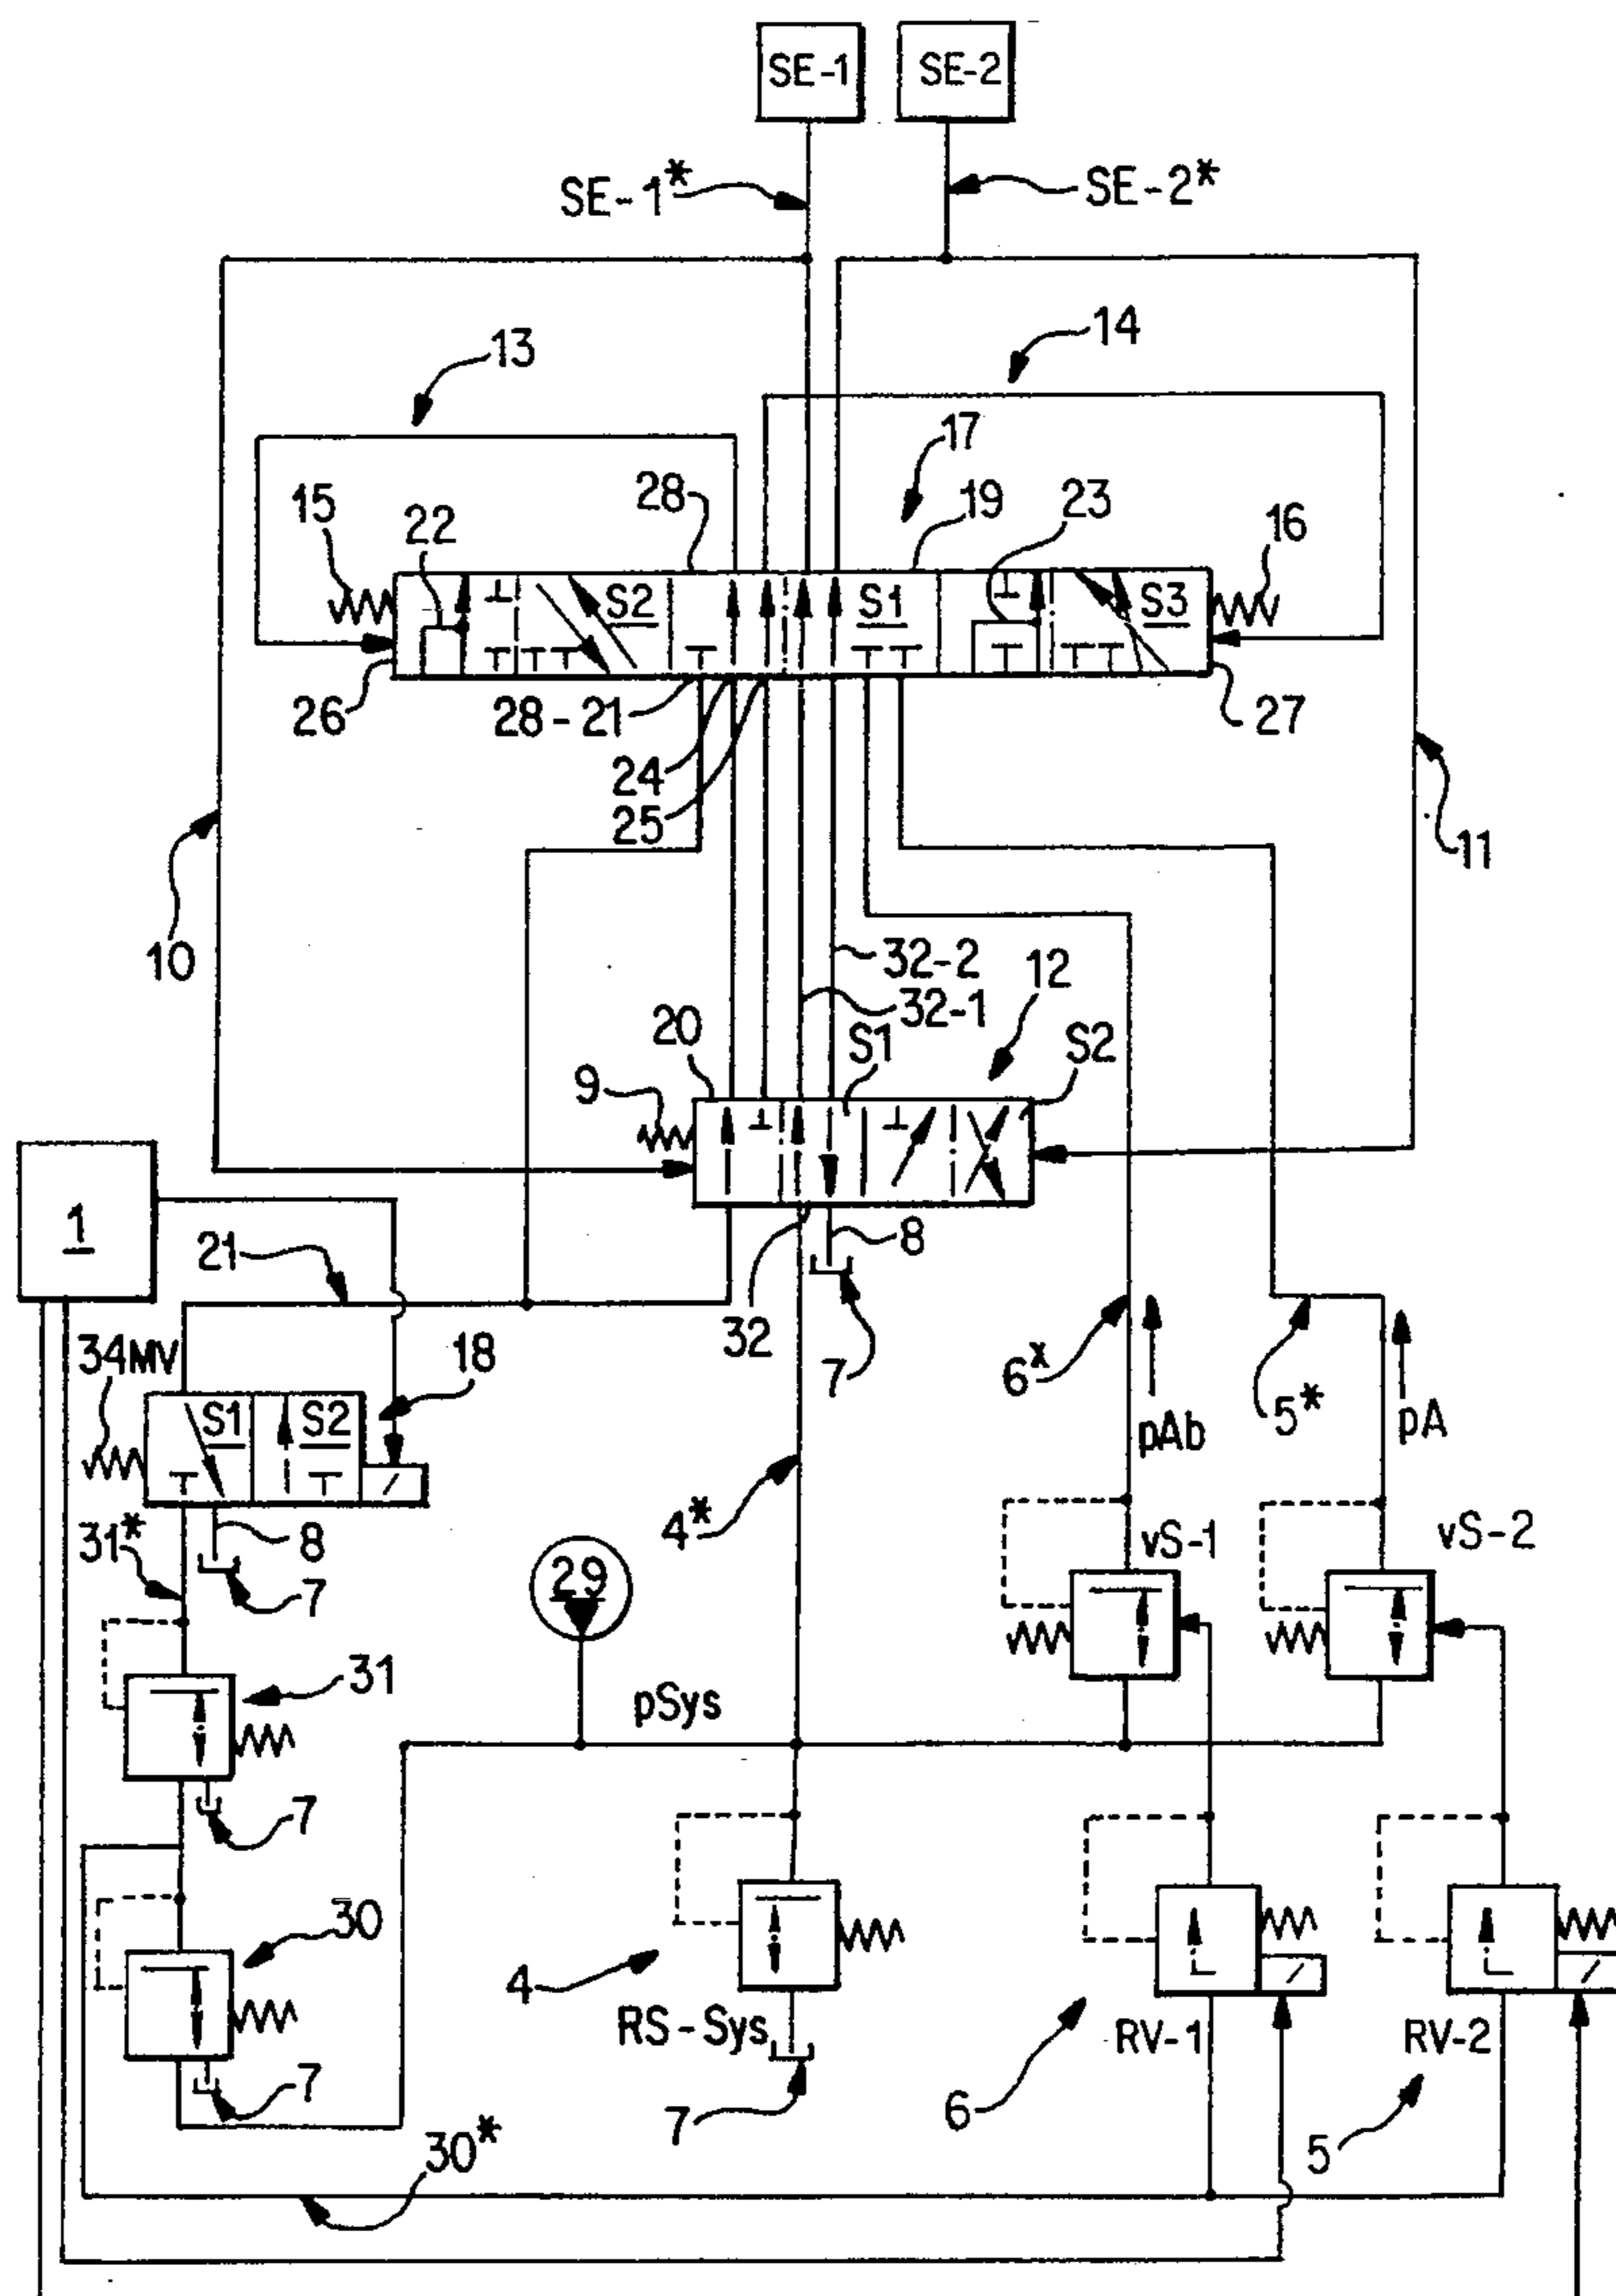 SE-1 SE-2
SE-1* SE-2*
14
13
17
28 19 23 16
15 22
S2 S1 S3
26 28-21 27
24
25
11
10 32-2 12
32-1
20 S1 S2
9
1
21 8
32 7
34MV 18 6x 5* pA
pAb
S1 S2
31* 8 4* vS-1 vS-2
29
7
31
pSys
7
30
4
RS-Sys RV-1 RV-2
7 6
7 5
30*